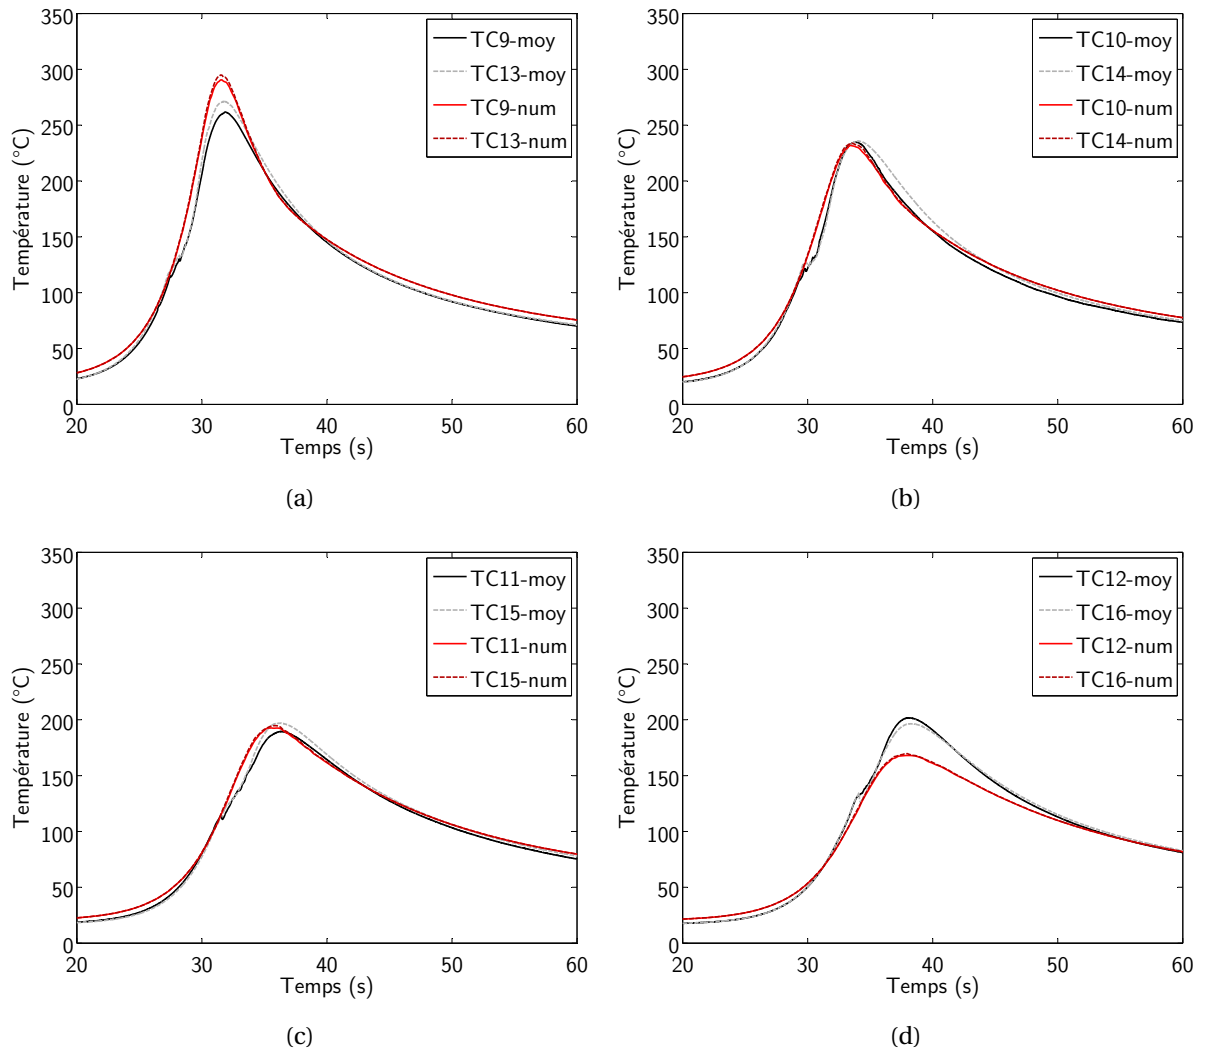 350
300
250
200
150
100
50
0
Température (°C)
20
30
40
50
60
Temps (s)
TC9-moy
TC13-moy
TC9-num
TC13-num
(a)
350
300
250
200
150
100
50
0
Température (°C)
20
30
40
50
60
Temps (s)
TC10-moy
TC14-moy
TC10-num
TC14-num
(b)
350
300
250
200
150
100
50
0
Température (°C)
20
30
40
50
60
Temps (s)
TC11-moy
TC15-moy
TC11-num
TC15-num
(c)
350
300
250
200
150
100
50
0
Température (°C)
20
30
40
50
60
Temps (s)
TC12-moy
TC16-moy
TC12-num
TC16-num
(d)